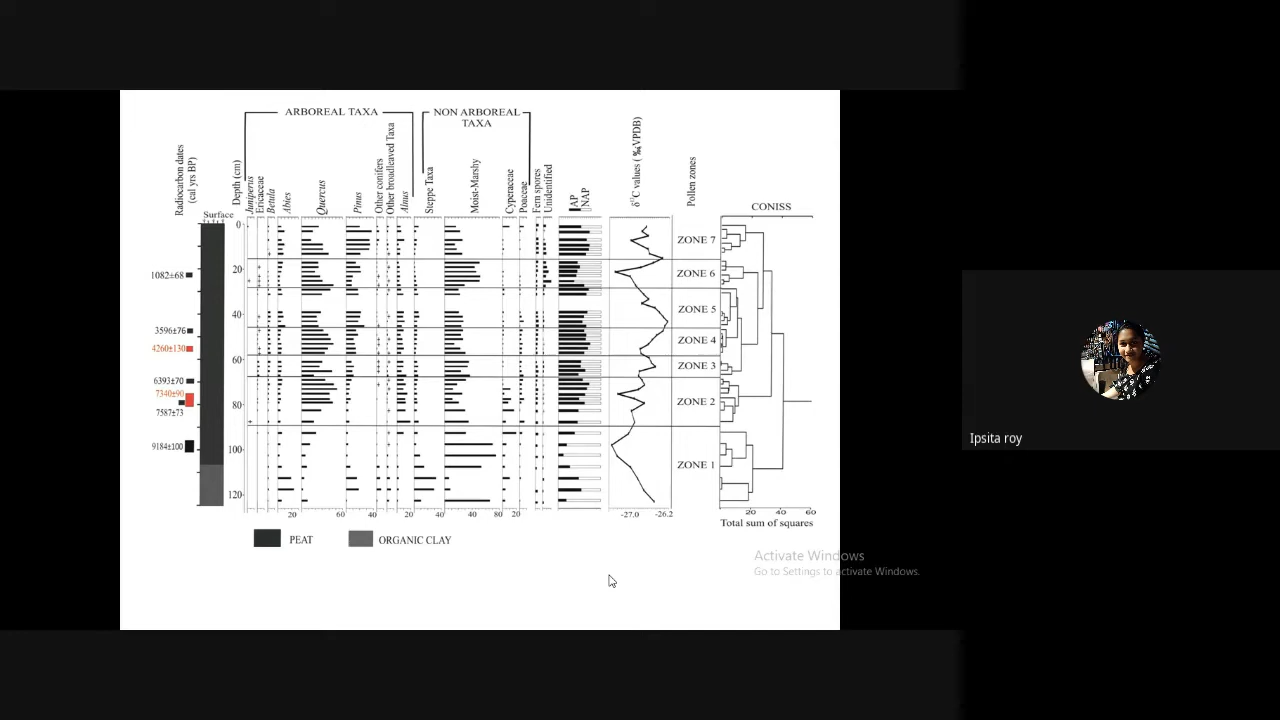 ARBOREAL TAXA
NON ARBOREAL
TAXA
Radiocarbon dates
(cal yrs BP)
Depth (cm)
Juniperus
Ericaceae
Betula
Abies
Quercus
Pinus
Other conifers
Other broadleaved Taxa
Alnus
Steppe Taxa
Moist-Marshy
Cyperaceae
Poaceae
Fern spores
Unidentified
AP
NAP
δ¹³C values ( ‰VPDB)
Pollen zones
CONISS
Surface
0
20
40
60
80
100
120
1082±68
3596±76
4260±130
6393±70
7340±90
7587±73
9184±100
ZONE 7
ZONE 6
ZONE 5
ZONE 4
ZONE 3
ZONE 2
ZONE 1
20 60 40 20 40 40 80 20 -27.0 -26.2
20 40 60
Total sum of squares
PEAT
ORGANIC CLAY
Activate Windows
Go to Settings to activate Windows.
Ipsita roy